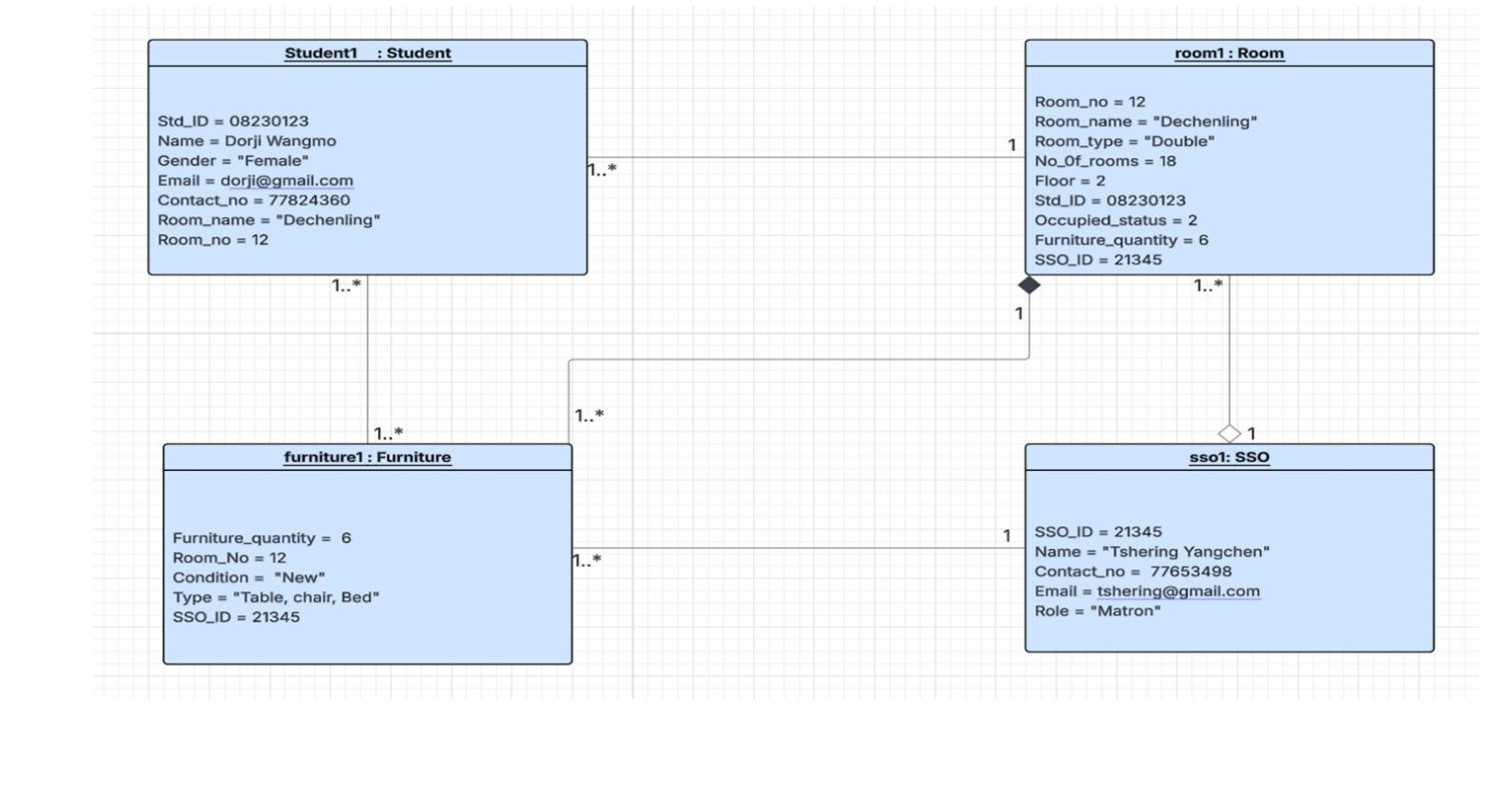 Student1 : Student
Std_ID = 08230123
Name = Dorji Wangmo
Gender = "Female"
Email = dorji@gmail.com
Contact_no = 77824360
Room_name = "Dechenling"
Room_no = 12
room1 : Room
Room_no = 12
Room_name = "Dechenling"
Room_type = "Double"
No_0f_rooms = 18
Floor = 2
Std_ID = 08230123
Occupied_status = 2
Furniture_quantity = 6
SSO_ID = 21345
1..*
1
1..*
1..*
1
1..*
1..*
1
furniture1 : Furniture
Furniture_quantity = 6
Room_No = 12
Condition = "New"
Type = "Table, chair, Bed"
SSO_ID = 21345
1..*
1
sso1: SSO
SSO_ID = 21345
Name = "Tshering Yangchen"
Contact_no = 77653498
Email = tshering@gmail.com
Role = "Matron"